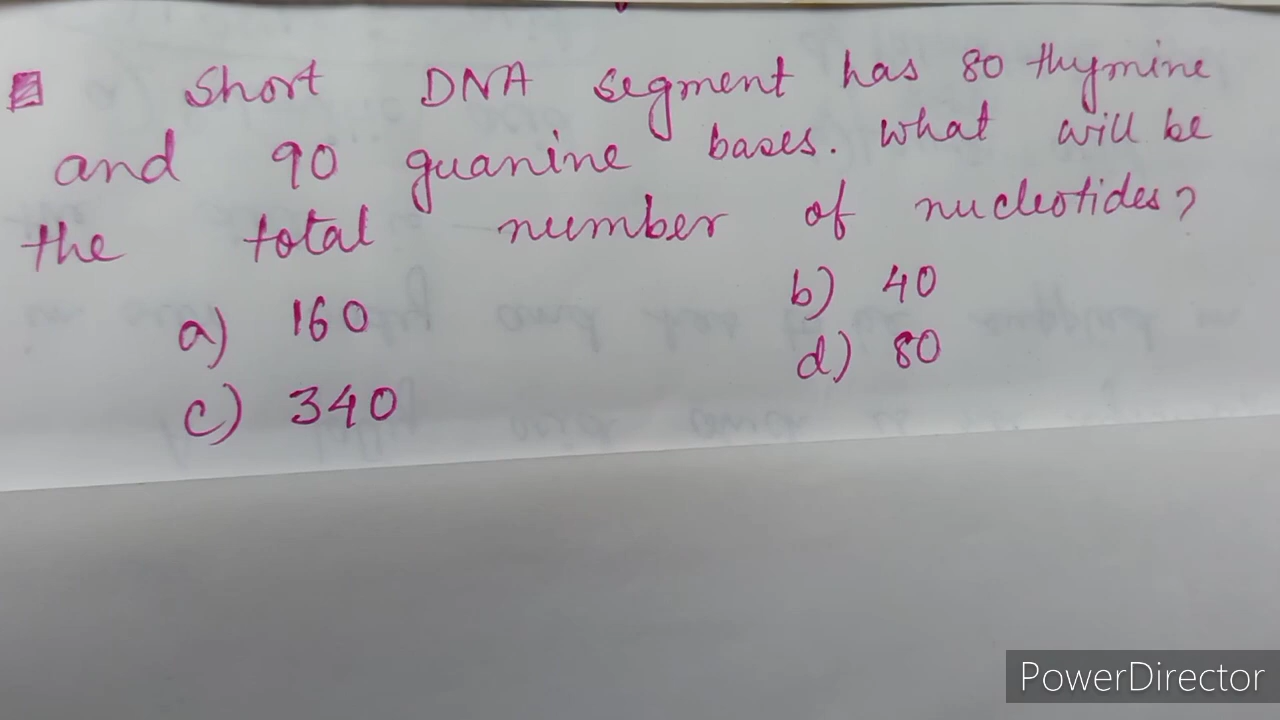 Short DNA segment has 80 thymine
and 90 guanine bases. What will be
the total number of nucleotides?
a) 160 b) 40
c) 340 d) 80
PowerDirector